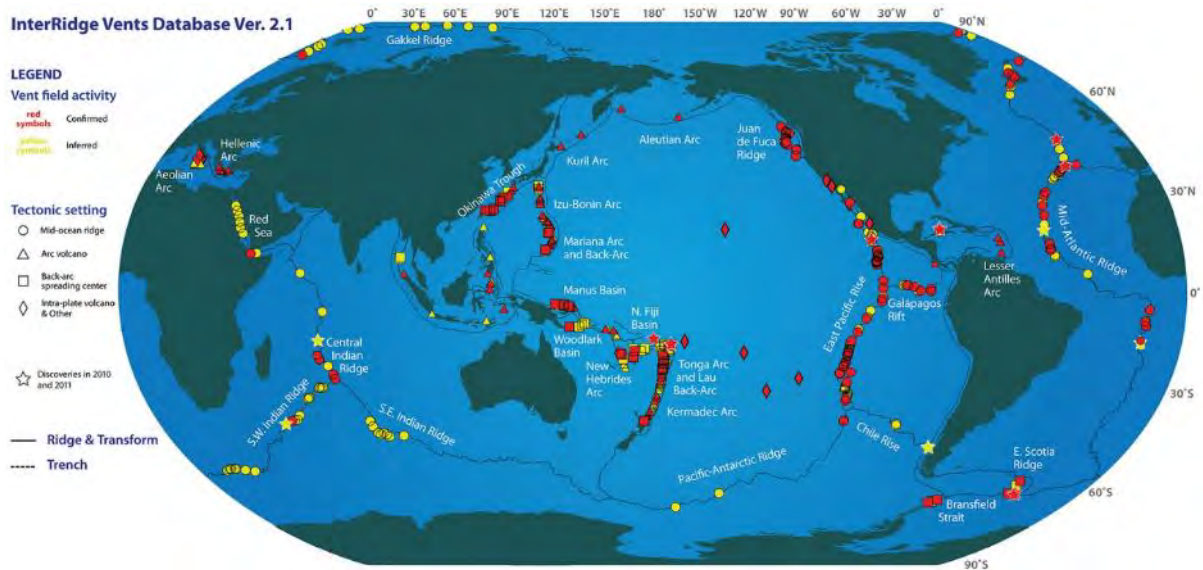 InterRidge Vents Database Ver. 2.1
LEGEND
Vent field activity
red
symbols
Confirmed
yellow
symbols
Inferred
Tectonic setting
Mid-ocean ridge
Arc volcano
Back-arc
spreading center
Intra-plate volcano
& Other
Discoveries in 2010
and 2011
Ridge & Transform
Trench
0°
30°E
60°E
90°E
120°E
150°E
180°E
150°W
120°W
90°W
60°W
30°W
0°
90°N
60°N
30°N
0°
30°S
60°S
90°S
Gakkel Ridge
Hellenic
Arc
Aeolian
Arc
Red
Sea
Okinawa Trough
Kuril Arc
Aleutian Arc
Juan
de Fuca
Ridge
Izu-Bonin Arc
Mariana Arc
and Back-Arc
Mid-Atlantic Ridge
Lesser
Antilles
Arc
Manus Basin
N. Fiji
Basin
Woodlark
Basin
New
Hebrides
Arc
Tonga Arc
and Lau
Back-Arc
Kermadec Arc
East Pacific Rise
Galápagos
Rift
Central
Indian
Ridge
S.W. Indian Ridge
S.E. Indian Ridge
Pacific-Antarctic Ridge
Chile Rise
E. Scotia
Ridge
Bransfield
Strait